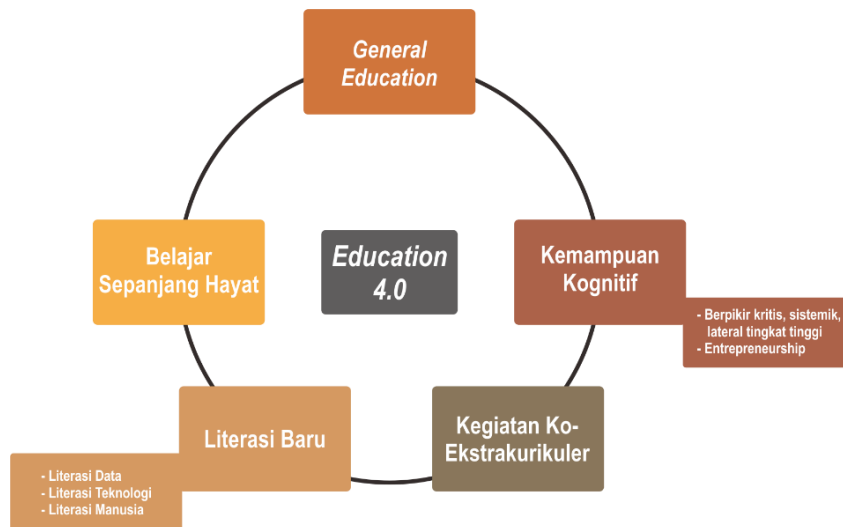 General
Education
Belajar
Sepanjang Hayat
Education
4.0
Kemampuan
Kognitif
- Berpikir kritis, sistemik,
lateral tingkat tinggi
- Entrepreneurship
Literasi Baru
- Literasi Data
- Literasi Teknologi
- Literasi Manusia
Kegiatan Ko-
Ekstrakurikuler